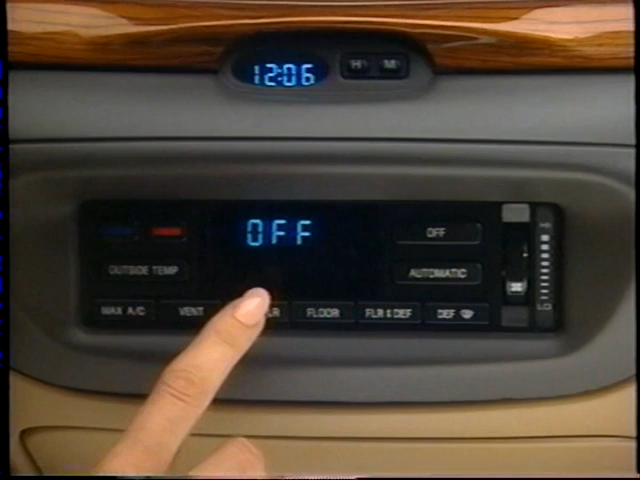 12:06 H M
OFF
OFF
OUTSIDE TEMP
AUTOMATIC
HI
MAX A/C VENT FLOOR FLR & DEF DEF
LO